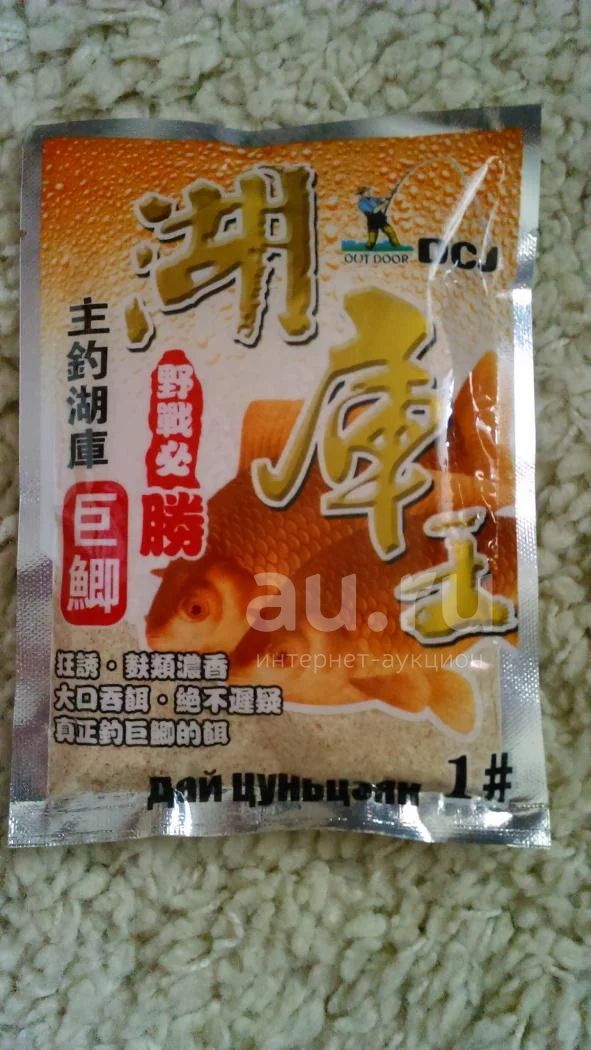 湖庫王
OUT DOOR DCJ
主釣湖庫
巨鯽
野戰必勝
狂誘·麩類濃香
大口吞餌·絕不遲疑
真正釣巨鯽的餌
au.ru
интернет-аукцион
Дай Цуньцзян 1#